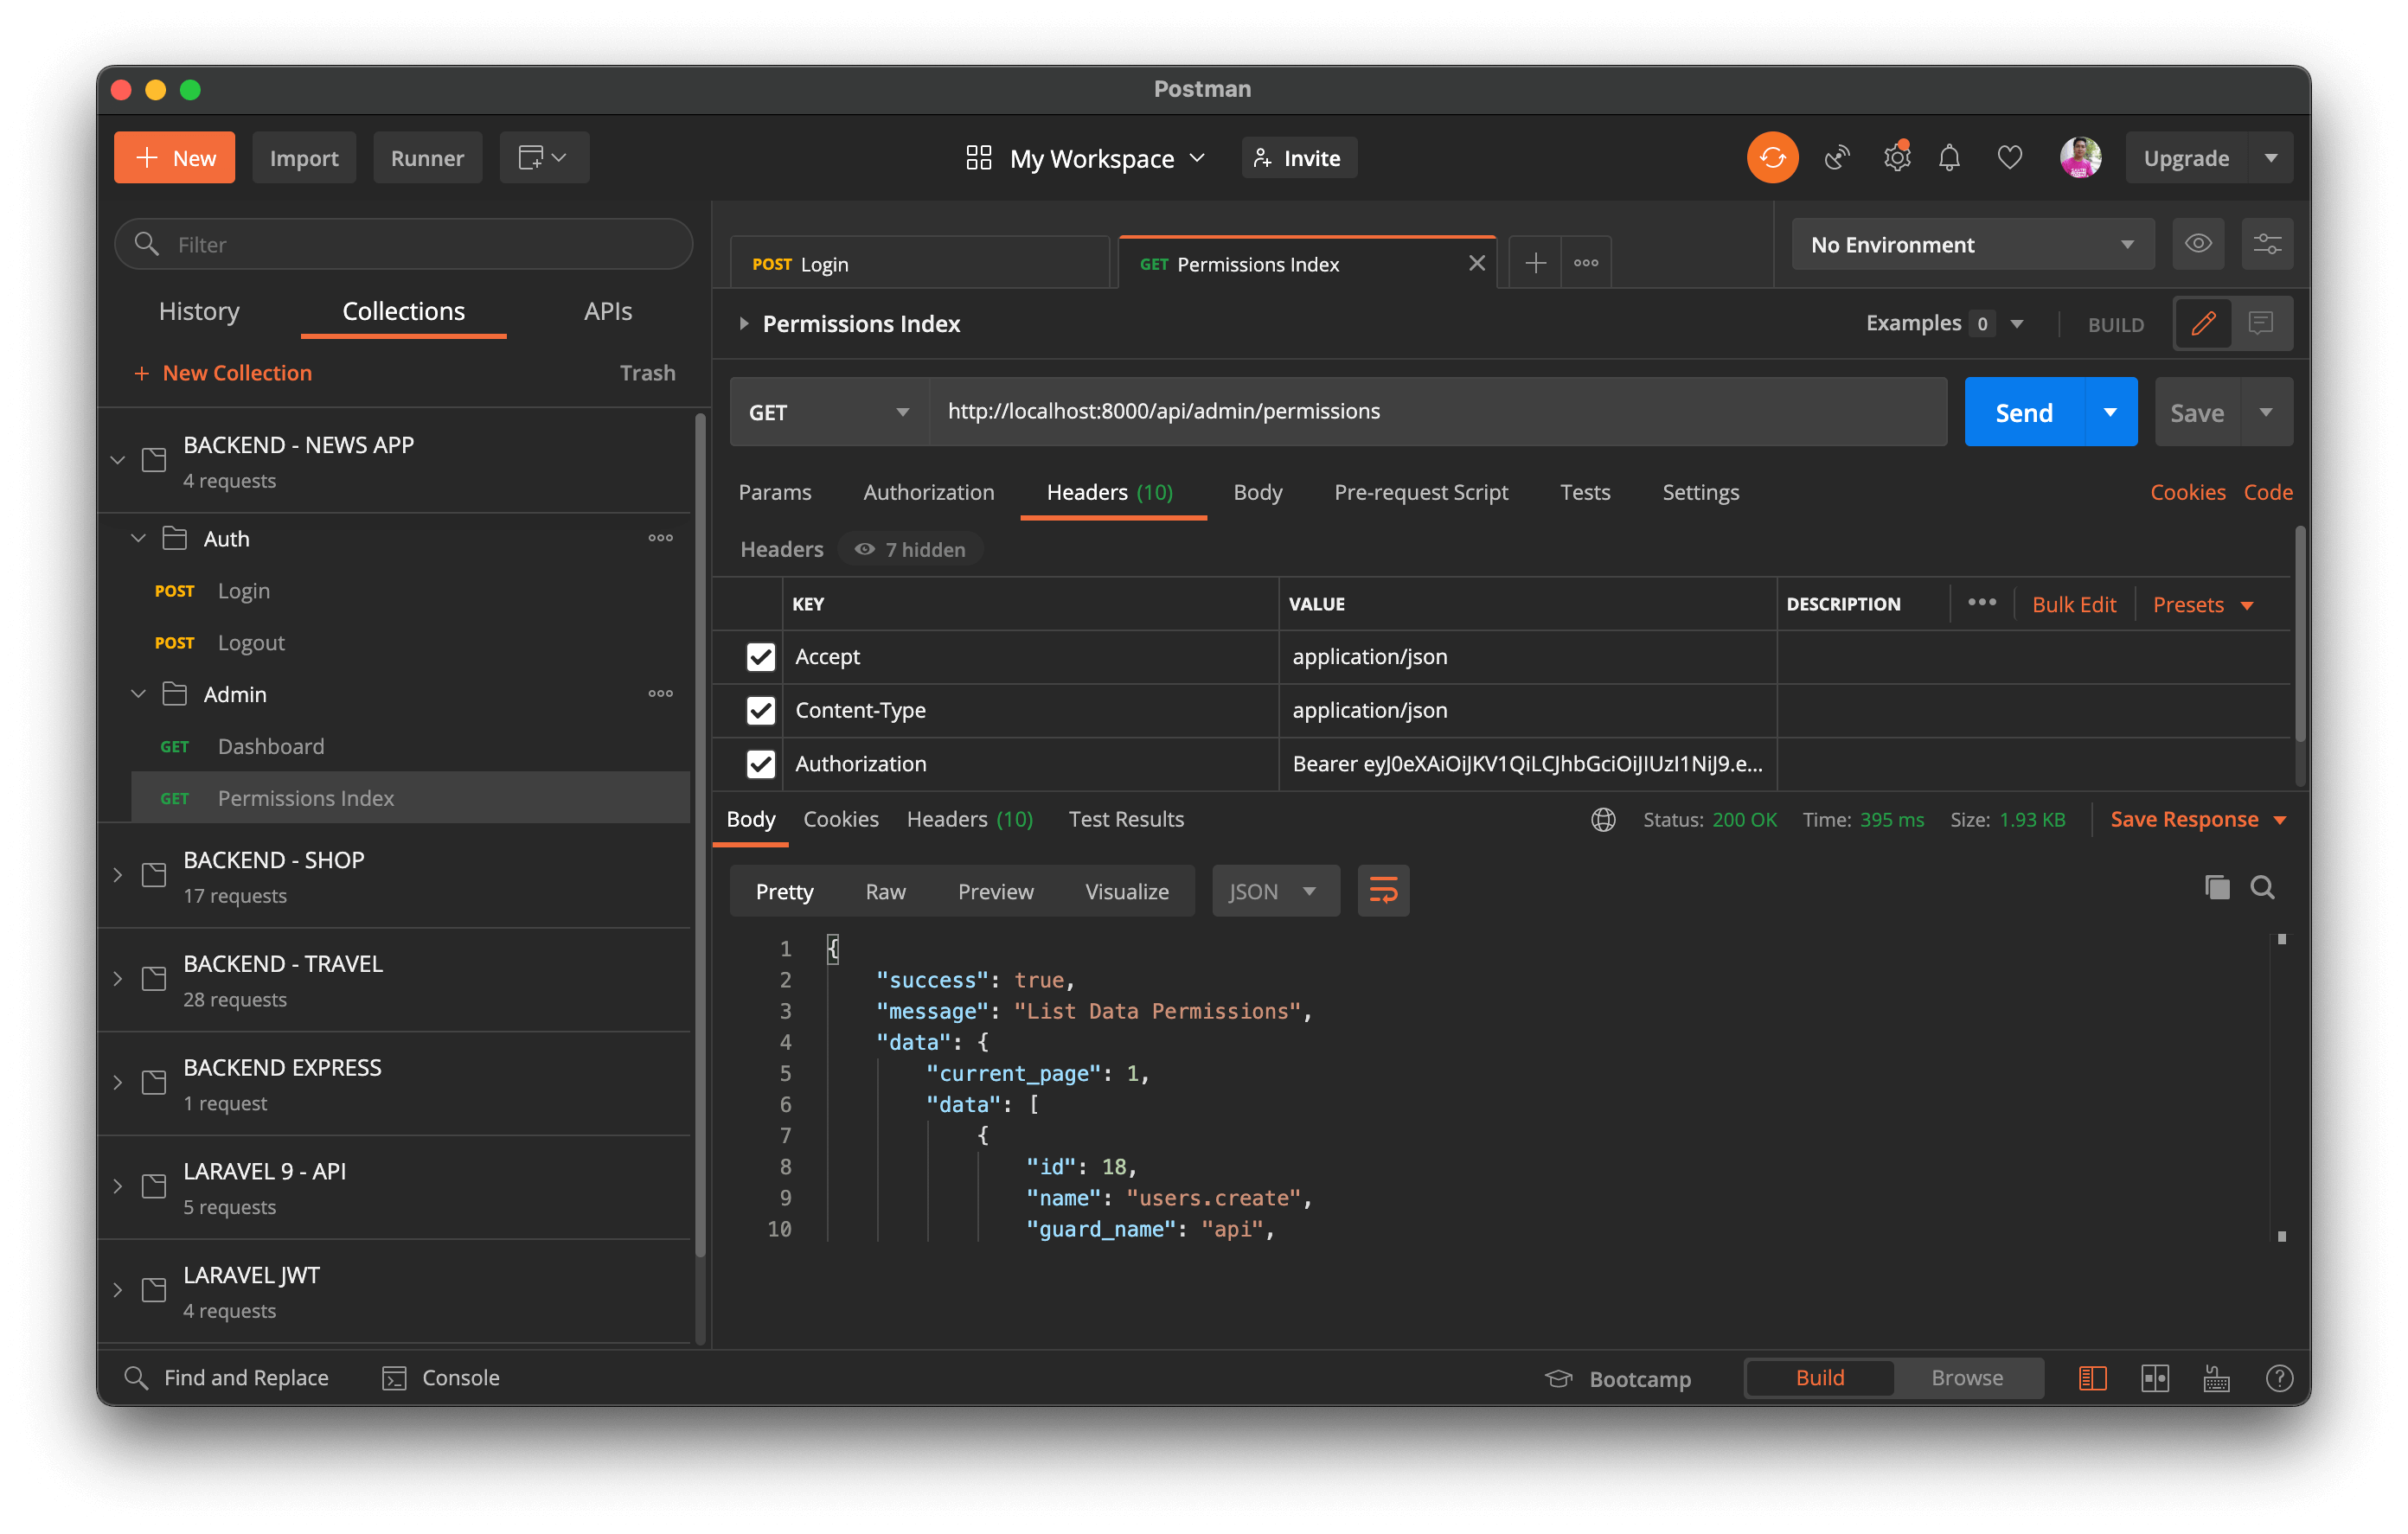 Postman
New
Import
Runner
My Workspace
Invite
Upgrade
Filter
History
Collections
APIs
New Collection
Trash
BACKEND - NEWS APP
4 requests
Auth
POST Login
POST Logout
Admin
GET Dashboard
GET Permissions Index
BACKEND - SHOP
17 requests
BACKEND - TRAVEL
28 requests
BACKEND EXPRESS
1 request
LARAVEL 9 - API
5 requests
LARAVEL JWT
4 requests
POST Login
GET Permissions Index
No Environment
Permissions Index
Examples 0
BUILD
GET
http://localhost:8000/api/admin/permissions
Send
Save
Params
Authorization
Headers (10)
Body
Pre-request Script
Tests
Settings
Cookies
Code
Headers
7 hidden
KEY
VALUE
DESCRIPTION
Bulk Edit
Presets
Accept
application/json
Content-Type
application/json
Authorization
Bearer eyJ0eXAiOiJKV1QiLCJhbGciOiJIUzI1NiJ9.e...
Body
Cookies
Headers (10)
Test Results
Status: 200 OK
Time: 395 ms
Size: 1.93 KB
Save Response
Pretty
Raw
Preview
Visualize
JSON
1 {
2 "success": true,
3 "message": "List Data Permissions",
4 "data": {
5 "current_page": 1,
6 "data": [
7 {
8 "id": 18,
9 "name": "users.create",
10 "guard_name": "api",
Find and Replace
Console
Bootcamp
Build
Browse